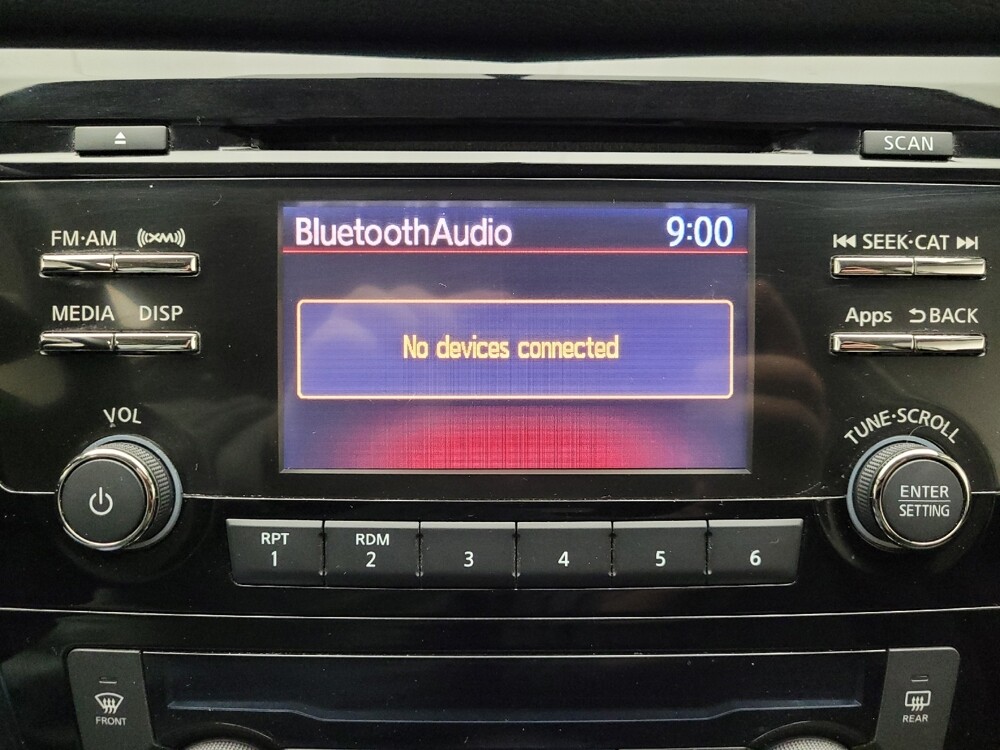 SCAN
FM·AM XM
BluetoothAudio 9:00
SEEK·CAT
MEDIA DISP
Apps BACK
No devices connected
VOL
TUNE·SCROLL
ENTER
SETTING
RPT RDM
1 2 3 4 5 6
FRONT REAR